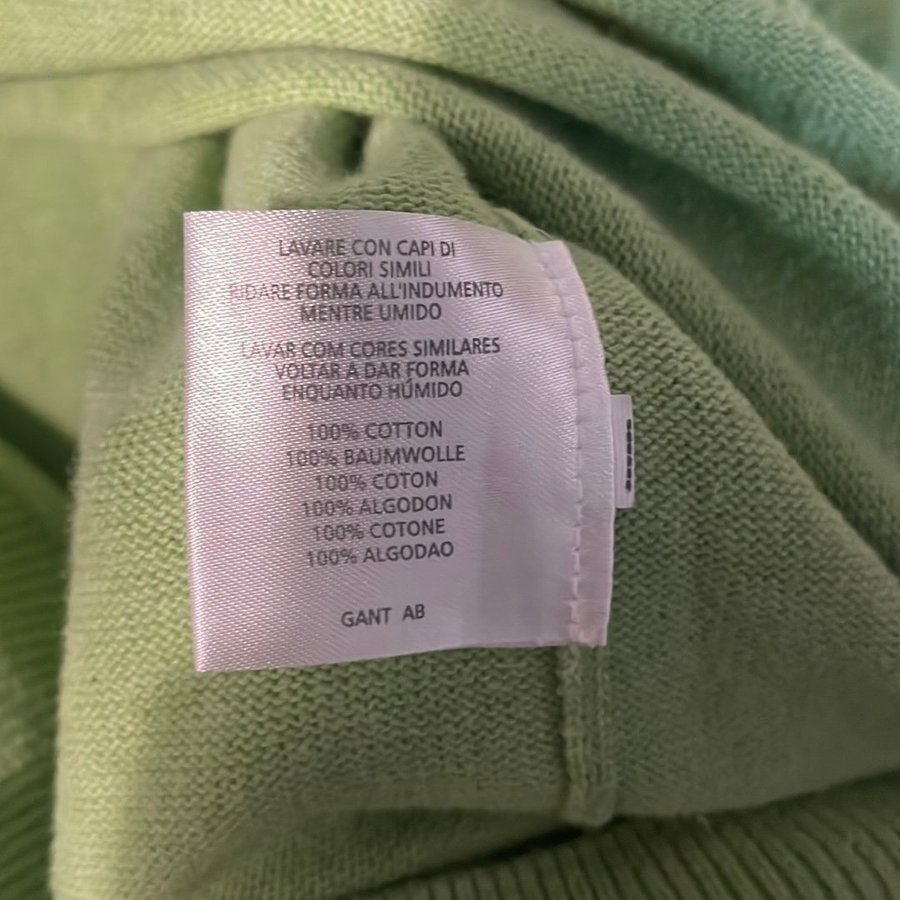 LAVARE CON CAPI DI
COLORI SIMILI
RIDARE FORMA ALL'INDUMENTO
MENTRE UMIDO
LAVAR COM CORES SIMILARES
VOLTAR A DAR FORMA
ENQUANTO HÚMIDO
100% COTTON
100% BAUMWOLLE
100% COTON
100% ALGODON
100% COTONE
100% ALGODAO
GANT AB